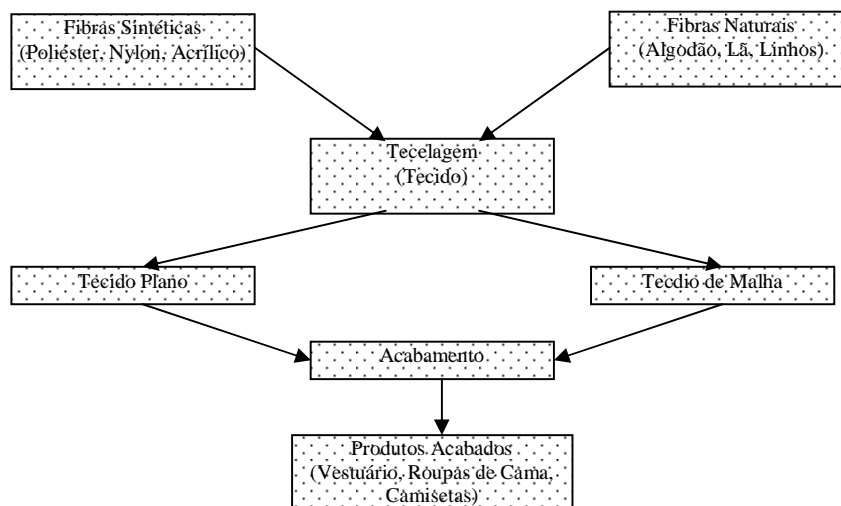 Fibras Sintéticas
(Poliéster, Nylon, Acrílico)
Fibras Naturais
(Algodão, Lã, Linhos)
Tecelagem
(Tecido)
Tecido Plano
Tecdio de Malha
Acabamento
Produtos Acabados
(Vestuário, Roupas de Cama,
Camisetas)